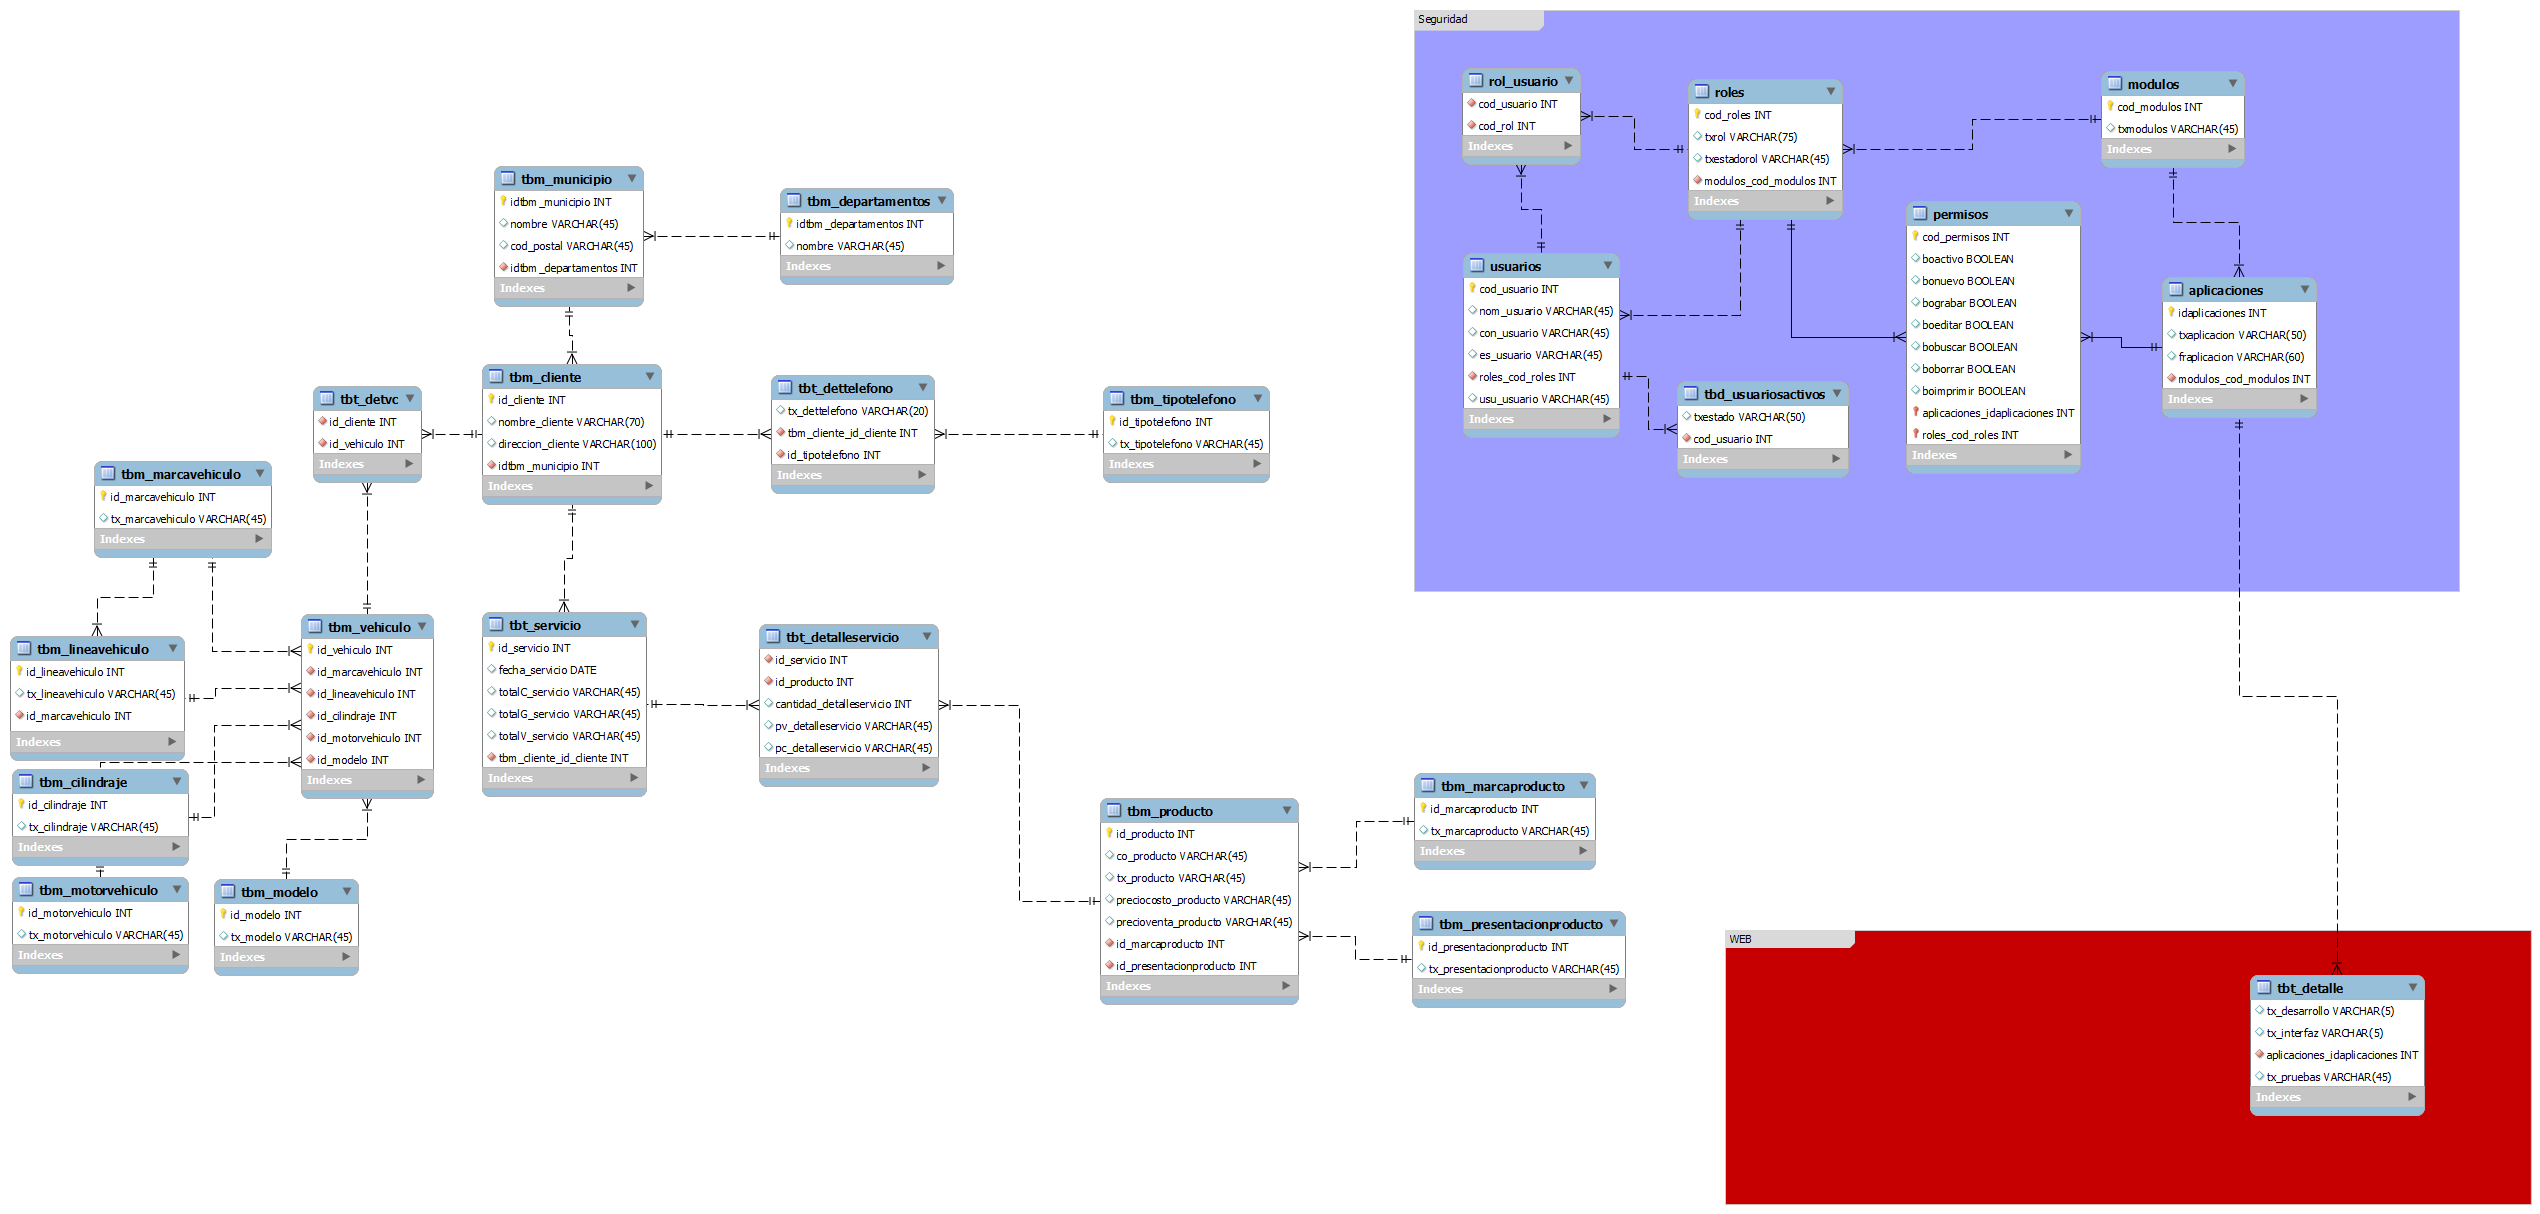 Seguridad
rol_usuario
cod_usuario INT
cod_rol INT
Indexes
roles
cod_roles INT
txrol VARCHAR(75)
txestadorol VARCHAR(45)
modulos_cod_modulos INT
Indexes
modulos
cod_modulos INT
txmodulos VARCHAR(45)
Indexes
usuarios
cod_usuario INT
nom_usuario VARCHAR(45)
con_usuario VARCHAR(45)
es_usuario VARCHAR(45)
roles_cod_roles INT
usu_usuario VARCHAR(45)
Indexes
permisos
cod_permisos INT
boactivo BOOLEAN
bonuevo BOOLEAN
bograbar BOOLEAN
boeditar BOOLEAN
bobuscar BOOLEAN
boborrar BOOLEAN
boimprimir BOOLEAN
aplicaciones_idaplicaciones INT
roles_cod_roles INT
Indexes
aplicaciones
idaplicaciones INT
txaplicacion VARCHAR(50)
fraplicacion VARCHAR(60)
modulos_cod_modulos INT
Indexes
tbd_usuariosactivos
txestado VARCHAR(50)
cod_usuario INT
Indexes
tbm_municipio
idtbm_municipio INT
nombre VARCHAR(45)
cod_postal VARCHAR(45)
idtbm_departamentos INT
Indexes
tbm_departamentos
idtbm_departamentos INT
nombre VARCHAR(45)
Indexes
tbt_detvc
id_cliente INT
id_vehiculo INT
Indexes
tbm_cliente
id_cliente INT
nombre_cliente VARCHAR(70)
direccion_cliente VARCHAR(100)
idtbm_municipio INT
Indexes
tbt_dettelefono
tx_dettelefono VARCHAR(20)
tbm_cliente_id_cliente INT
id_tipotelefono INT
Indexes
tbm_tipotelefono
id_tipotelefono INT
tx_tipotelefono VARCHAR(45)
Indexes
tbm_marcavehiculo
id_marcavehiculo INT
tx_marcavehiculo VARCHAR(45)
Indexes
tbm_lineavehiculo
id_lineavehiculo INT
tx_lineavehiculo VARCHAR(45)
id_marcavehiculo INT
Indexes
tbm_vehiculo
id_vehiculo INT
id_marcavehiculo INT
id_lineavehiculo INT
id_cilindraje INT
id_motorvehiculo INT
id_modelo INT
Indexes
tbt_servicio
id_servicio INT
fecha_servicio DATE
totalC_servicio VARCHAR(45)
totalG_servicio VARCHAR(45)
totalV_servicio VARCHAR(45)
tbm_cliente_id_cliente INT
Indexes
tbt_detalleservicio
id_servicio INT
id_producto INT
cantidad_detalleservicio INT
pv_detalleservicio VARCHAR(45)
pc_detalleservicio VARCHAR(45)
Indexes
tbm_cilindraje
id_cilindraje INT
tx_cilindraje VARCHAR(45)
Indexes
tbm_motorvehiculo
id_motorvehiculo INT
tx_motorvehiculo VARCHAR(45)
Indexes
tbm_modelo
id_modelo INT
tx_modelo VARCHAR(45)
Indexes
tbm_producto
id_producto INT
co_producto VARCHAR(45)
tx_producto VARCHAR(45)
preciocosto_producto VARCHAR(45)
precioventa_producto VARCHAR(45)
id_marcaproducto INT
id_presentacionproducto INT
Indexes
tbm_marcaproducto
id_marcaproducto INT
tx_marcaproducto VARCHAR(45)
Indexes
tbm_presentacionproducto
id_presentacionproducto INT
tx_presentacionproducto VARCHAR(45)
Indexes
WEB
tbt_detalle
tx_desarrollo VARCHAR(5)
tx_interfaz VARCHAR(5)
aplicaciones_idaplicaciones INT
tx_pruebas VARCHAR(45)
Indexes